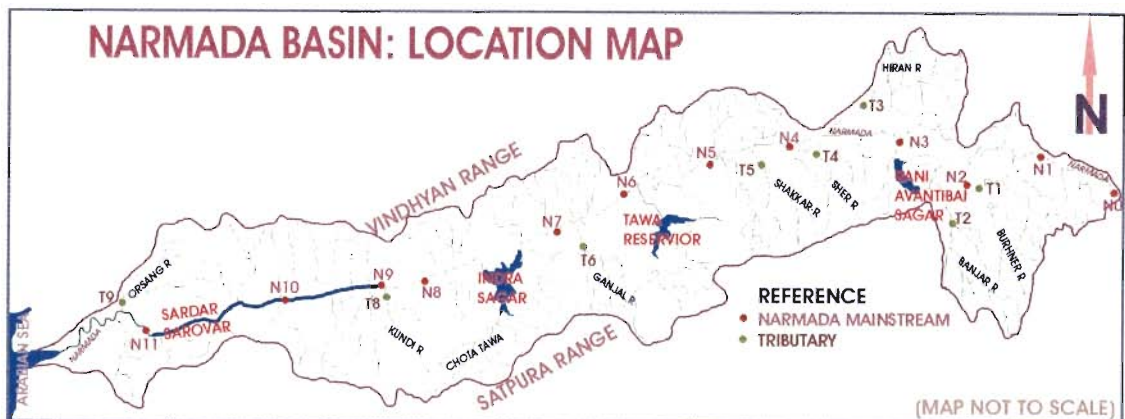 NARMADA BASIN: LOCATION MAP
N
HIRAN R
T3
NARMADA
N4
N3
T4
N5
T5
SHAKKAR R
SHER R
RANI
AVANTIBAI
SAGAR
N2
T1
N1
NARMADA
N0
T2
BURHNER R
BANJAR R
VINDHYAN RANGE
N6
TAWA
RESERVIOR
N7
T6
GANJAL R
INDRA
SAGAR
N8
N9
T8
N10
KUNDI R
CHOTA TAWA
SATPURA RANGE
ORSANG R
T9
SARDAR
SAROVAR
N11
NARMADA
ARABIAN SEA
REFERENCE
NARMADA MAINSTREAM
TRIBUTARY
(MAP NOT TO SCALE)